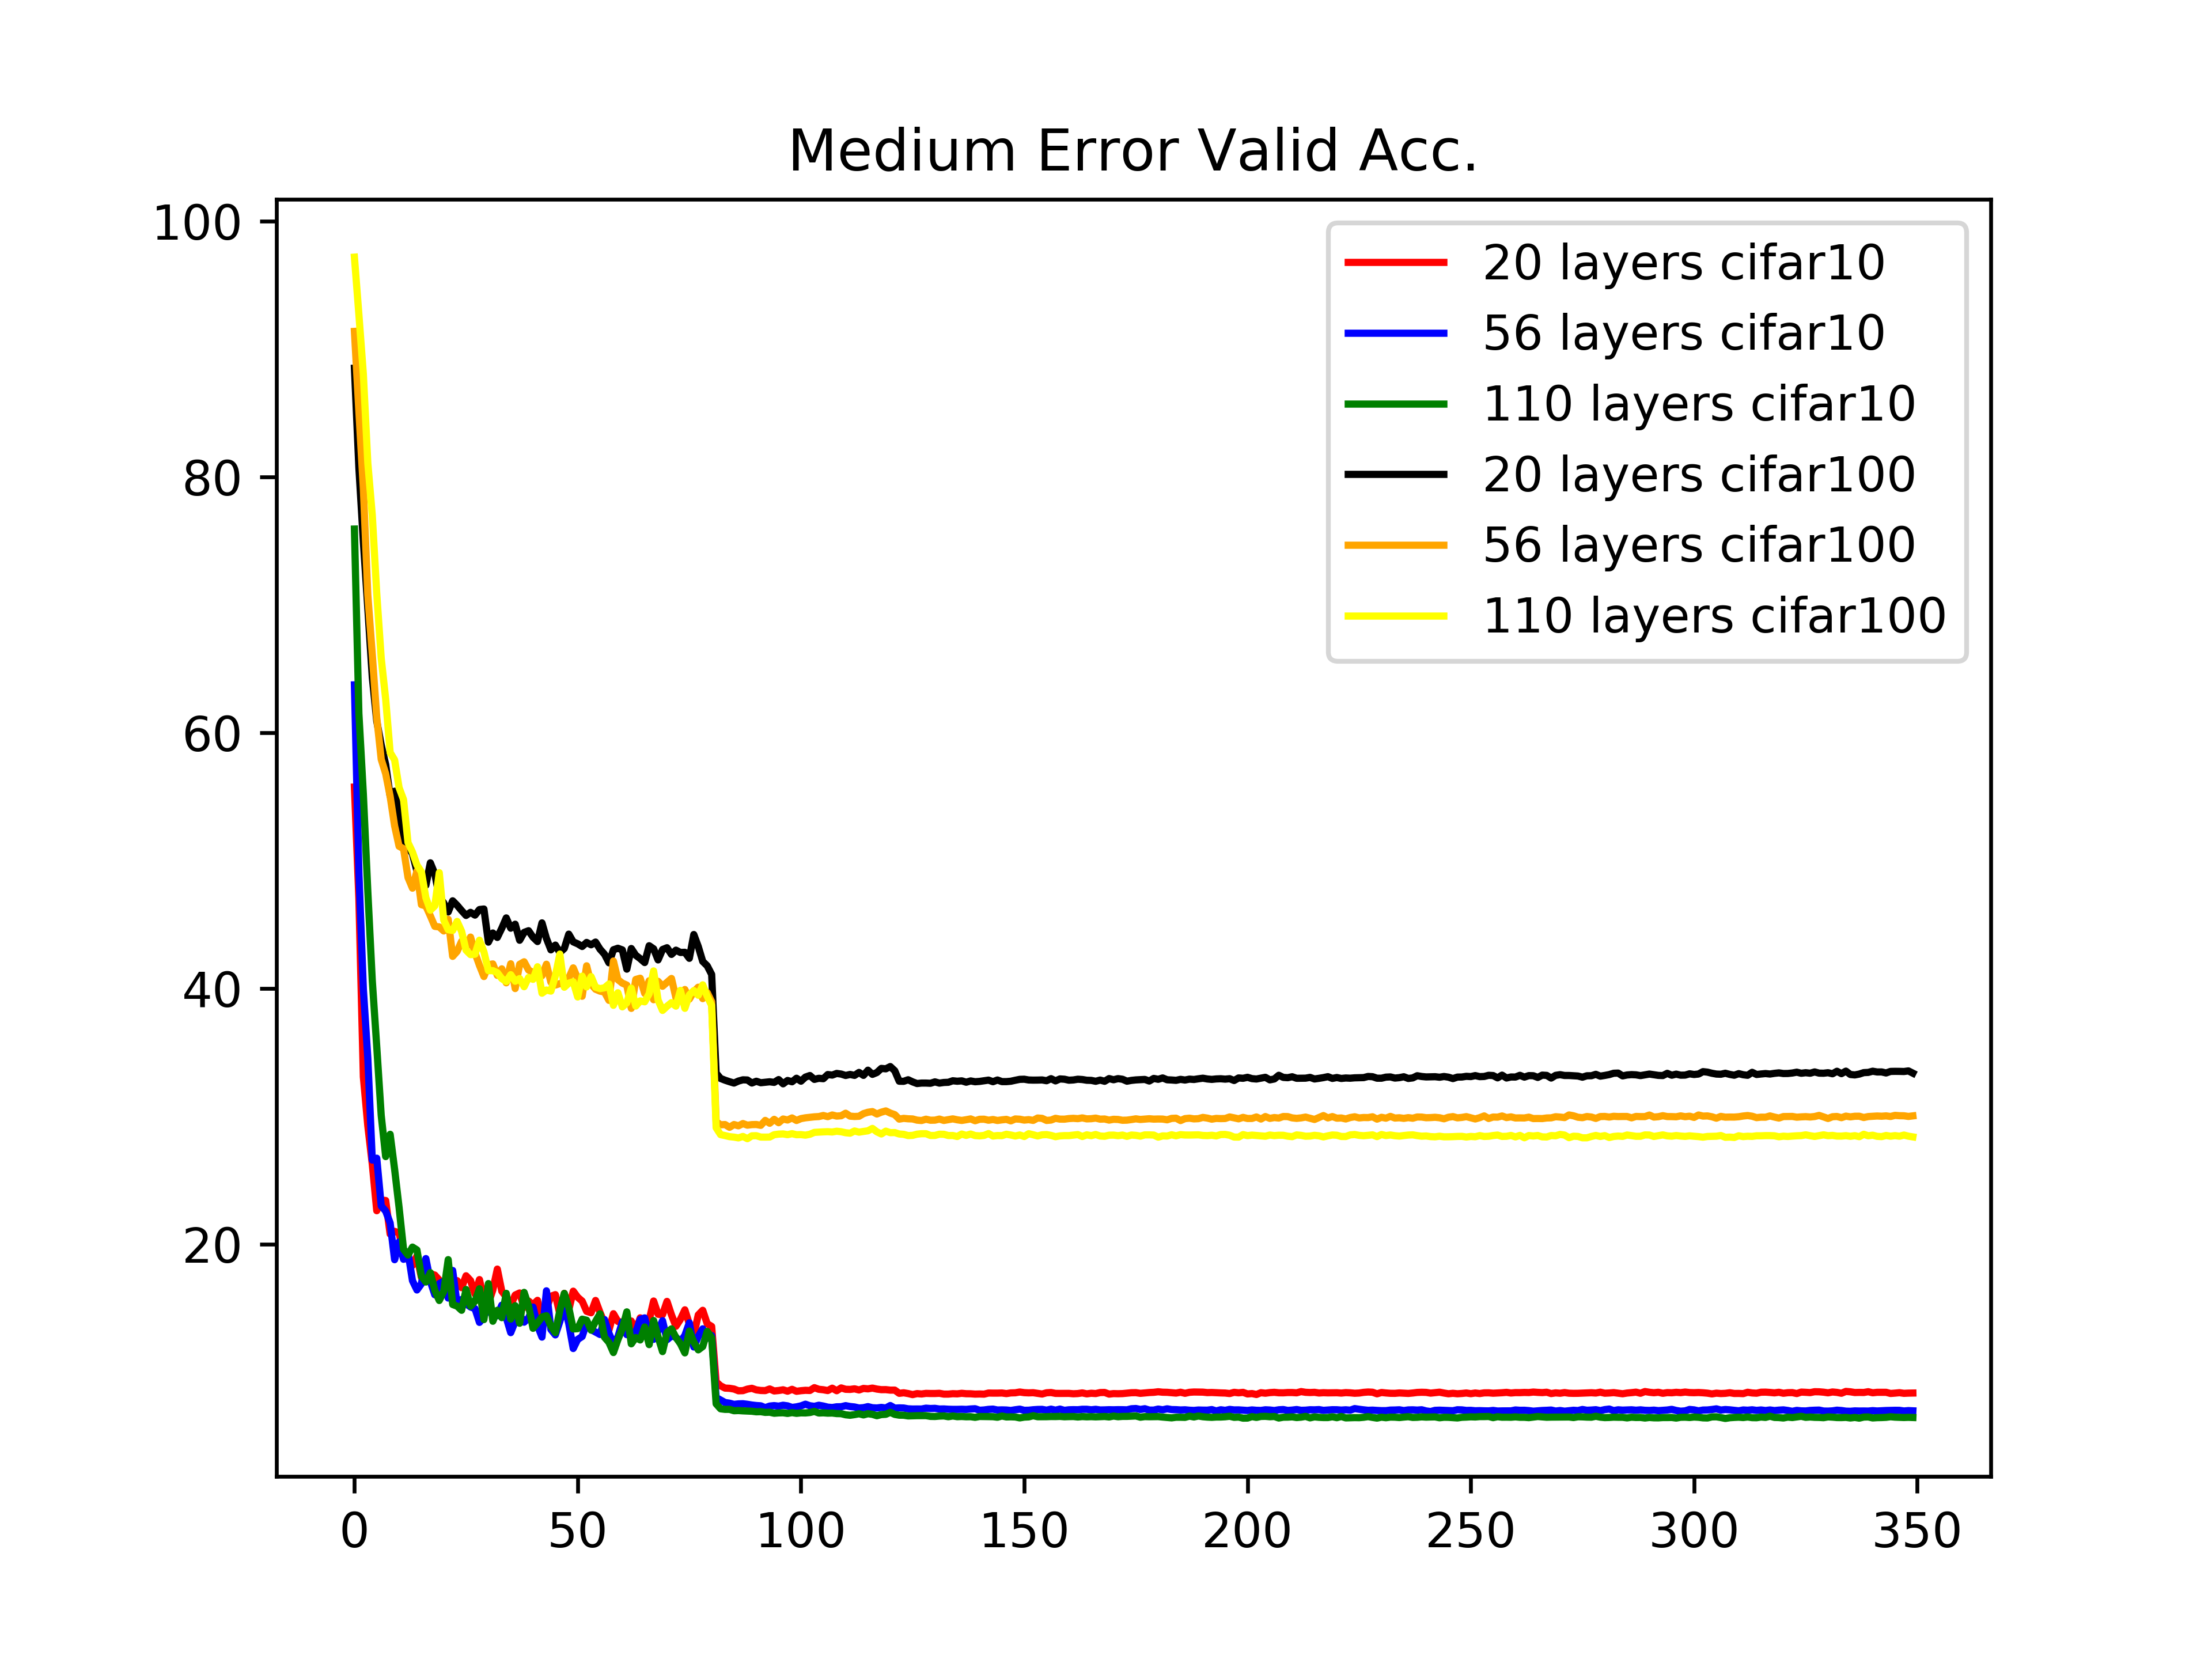 Medium Error Valid Acc.
100
80
60
40
20
20 layers cifar10
56 layers cifar10
110 layers cifar10
20 layers cifar100
56 layers cifar100
110 layers cifar100
0 50 100 150 200 250 300 350